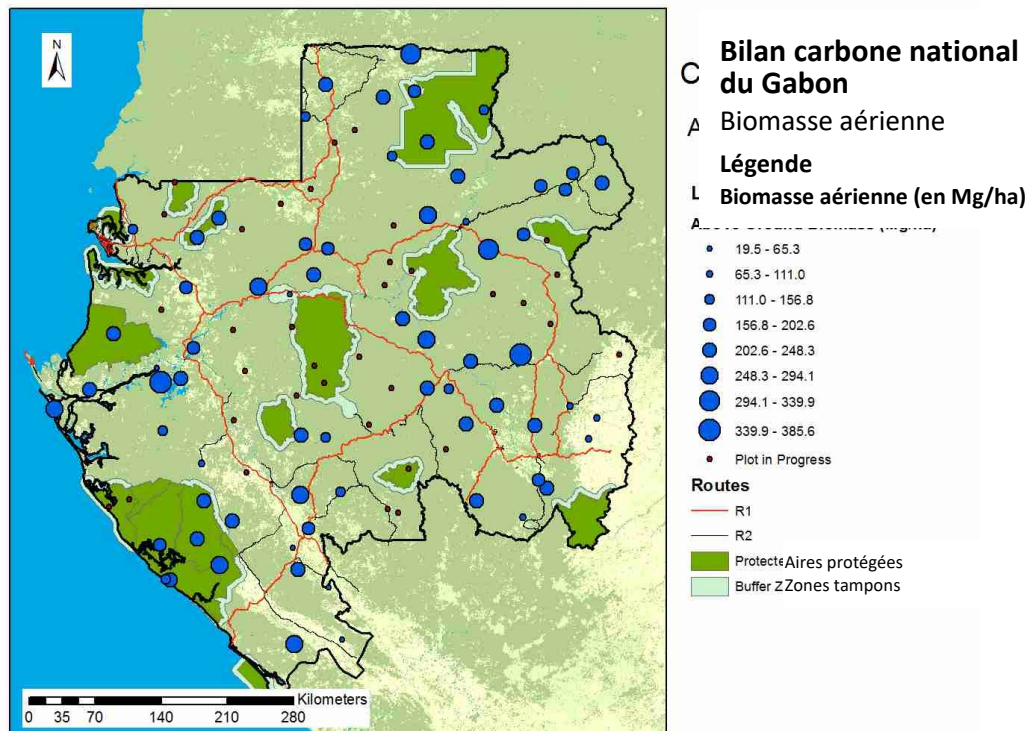 N
Bilan carbone national
du Gabon
C
Biomasse aérienne
A
Légende
L
Biomasse aérienne (en Mg/ha)
19.5 - 65.3
65.3 - 111.0
111.0 - 156.8
156.8 - 202.6
202.6 - 248.3
248.3 - 294.1
294.1 - 339.9
339.9 - 385.6
Plot in Progress
Routes
R1
R2
Protecte Aires protégées
Buffer Z Zones tampons
Kilometers
0 35 70 140 210 280